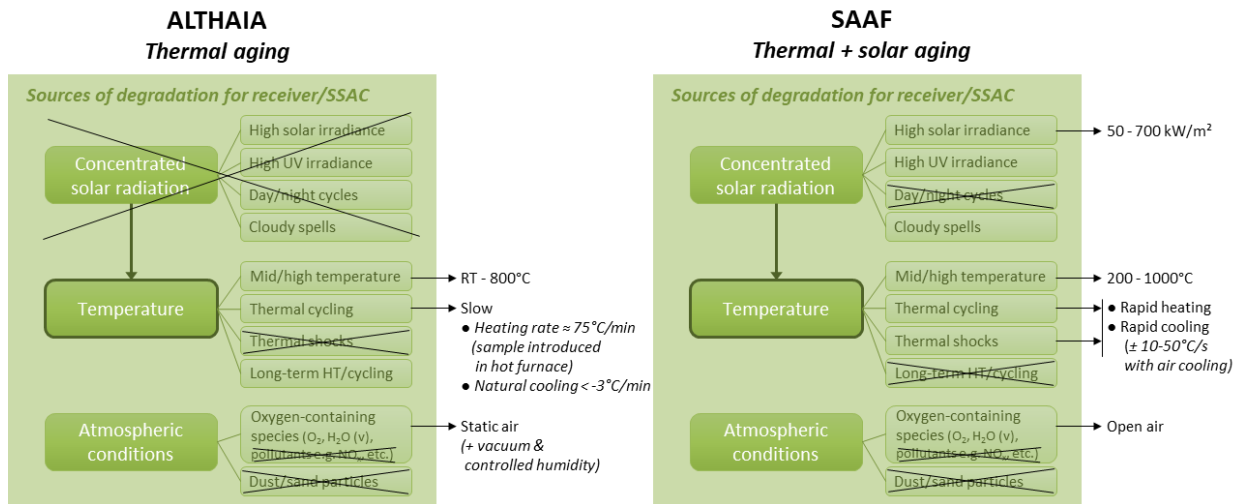 ALTHAIA
Thermal aging
Sources of degradation for receiver/SSAC
Concentrated
solar radiation
High solar irradiance
High UV irradiance
Day/night cycles
Cloudy spells
Temperature
Mid/high temperature
RT - 800°C
Thermal cycling
Slow
● Heating rate ≈ 75°C/min
(sample introduced
in hot furnace)
● Natural cooling < -3°C/min
Thermal shocks
Long-term HT/cycling
Atmospheric
conditions
Oxygen-containing
species (O₂, H₂O (v),
pollutants e.g. NOₓ, etc.)
Static air
(+ vacuum &
controlled humidity)
Dust/sand particles
SAAF
Thermal + solar aging
Sources of degradation for receiver/SSAC
Concentrated
solar radiation
High solar irradiance
50 - 700 kW/m²
High UV irradiance
Day/night cycles
Cloudy spells
Temperature
Mid/high temperature
200 - 1000°C
Thermal cycling
Thermal shocks
● Rapid heating
● Rapid cooling
(± 10-50°C/s
with air cooling)
Long-term HT/cycling
Atmospheric
conditions
Oxygen-containing
species (O₂, H₂O (v),
pollutants e.g. NOₓ, etc.)
Open air
Dust/sand particles